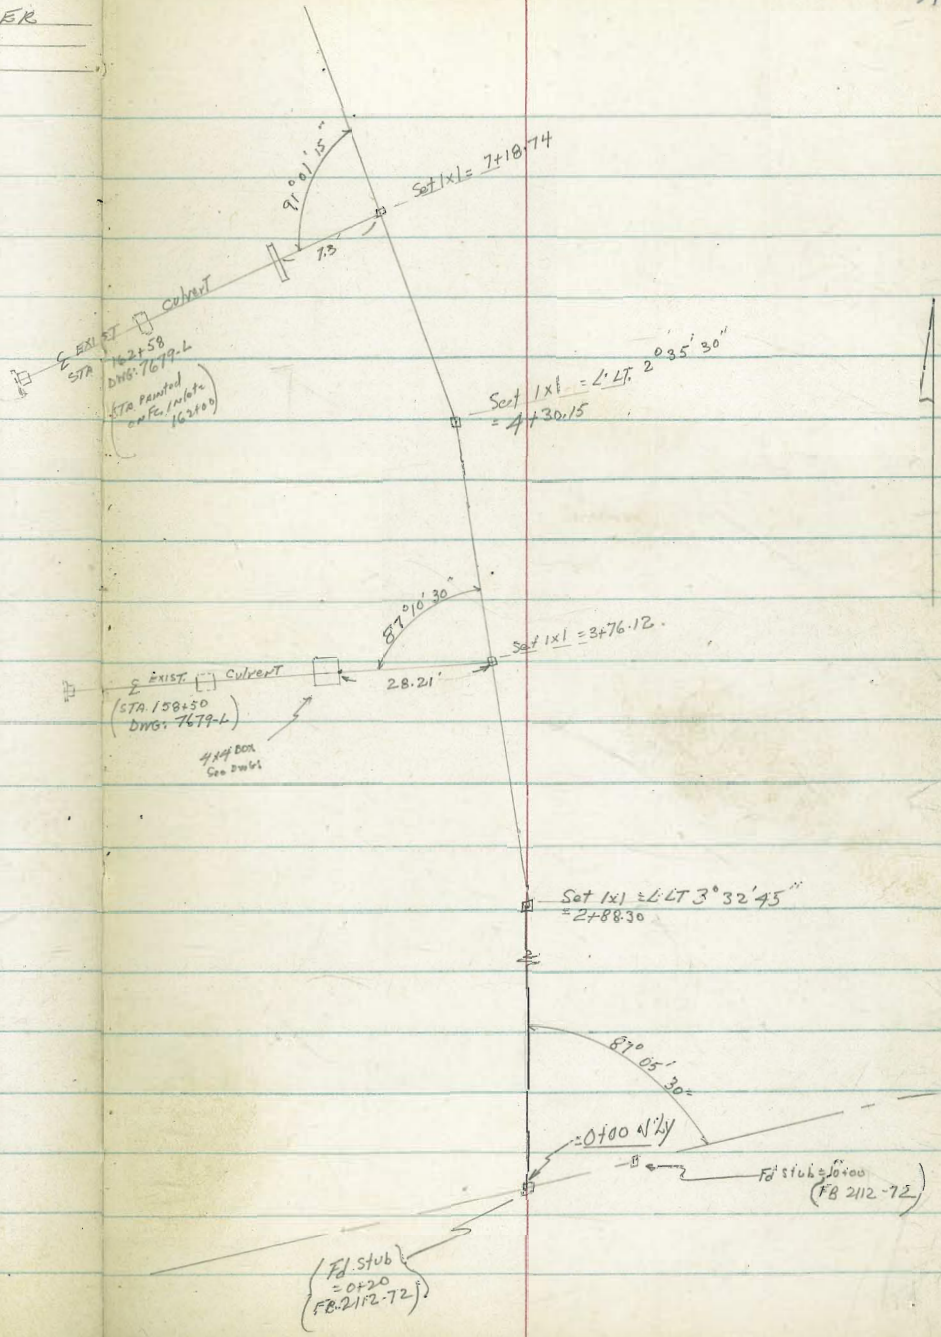 ER
91° 01' 15"
Set 1x1 = 7+18.74
7.3
culvert
℄ EXIST
STA 162+58
DWG: 7679-L
(STA Painted
on Fc. Inlet=
162+00)
Set 1x1 = ∠ LT. 2° 35' 30"
= 4+30.15
87° 10' 30"
Set 1x1 = 3+76.12.
℄ EXIST. Culvert
28.21'
(STA. 158+50
DWG: 7679-L)
4x4 BOX
See DWG:
Set 1x1 = ∠ LT 3° 32' 45"
= 2+88.30
87° 05' 30"
= 0+00 N'ly
Fd Stub = 10+00
(FB 2112-72)
(Fd. Stub
= 0+20
FB. 2112-72)